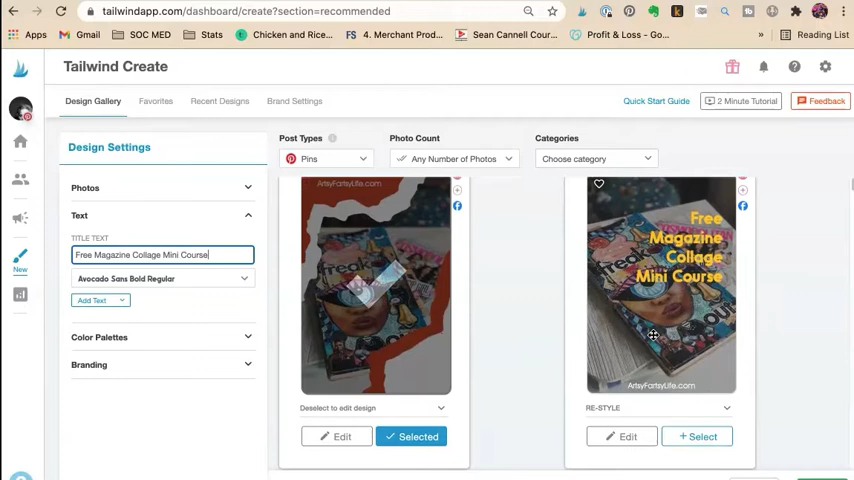 tailwindapp.com/dashboard/create?section=recommended
Apps
Gmail
SOC MED
Stats
Chicken and Rice...
4. Merchant Prod...
Sean Cannell Cour...
Profit & Loss - Go...
»
Reading List
Tailwind Create
Design Gallery
Favorites
Recent Designs
Brand Settings
Quick Start Guide
2 Minute Tutorial
Feedback
Design Settings
Post Types
Photo Count
Categories
Pins
Any Number of Photos
Choose category
Photos
Text
TITLE TEXT
Free Magazine Collage Mini Course
Avocado Sans Bold Regular
Add Text
Color Palettes
Branding
New
ArtsyFartsyLife.com
Deselect to edit design
Edit
Selected
Free
Magazine
Collage
Mini Course
ArtsyFartsyLife.com
RE-STYLE
Edit
+ Select